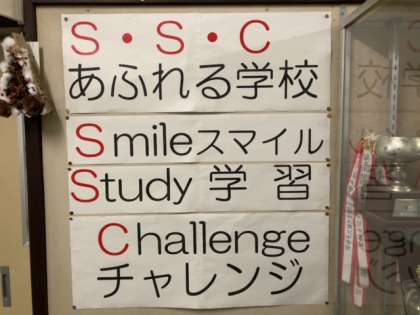 S・S・C
あふれる学校
Smileスマイル
Study 学習
Challenge
チャレンジ